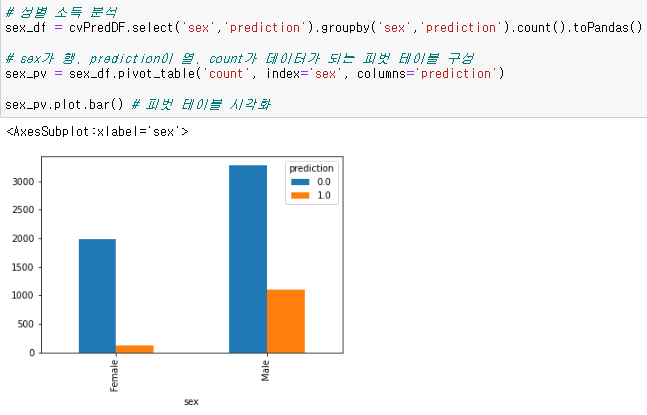 # 성별 소득 분석
sex_df = cvPredDF.select('sex','prediction').groupby('sex','prediction').count().toPandas()
# sex가 행, prediction이 열, count가 데이터가 되는 피벗 테이블 구성
sex_pv = sex_df.pivot_table('count', index='sex', columns='prediction')
sex_pv.plot.bar() # 피벗 테이블 시각화
<AxesSubplot:xlabel='sex'>
prediction
0.0
1.0
3000
2500
2000
1500
1000
500
0
Female
Male
sex